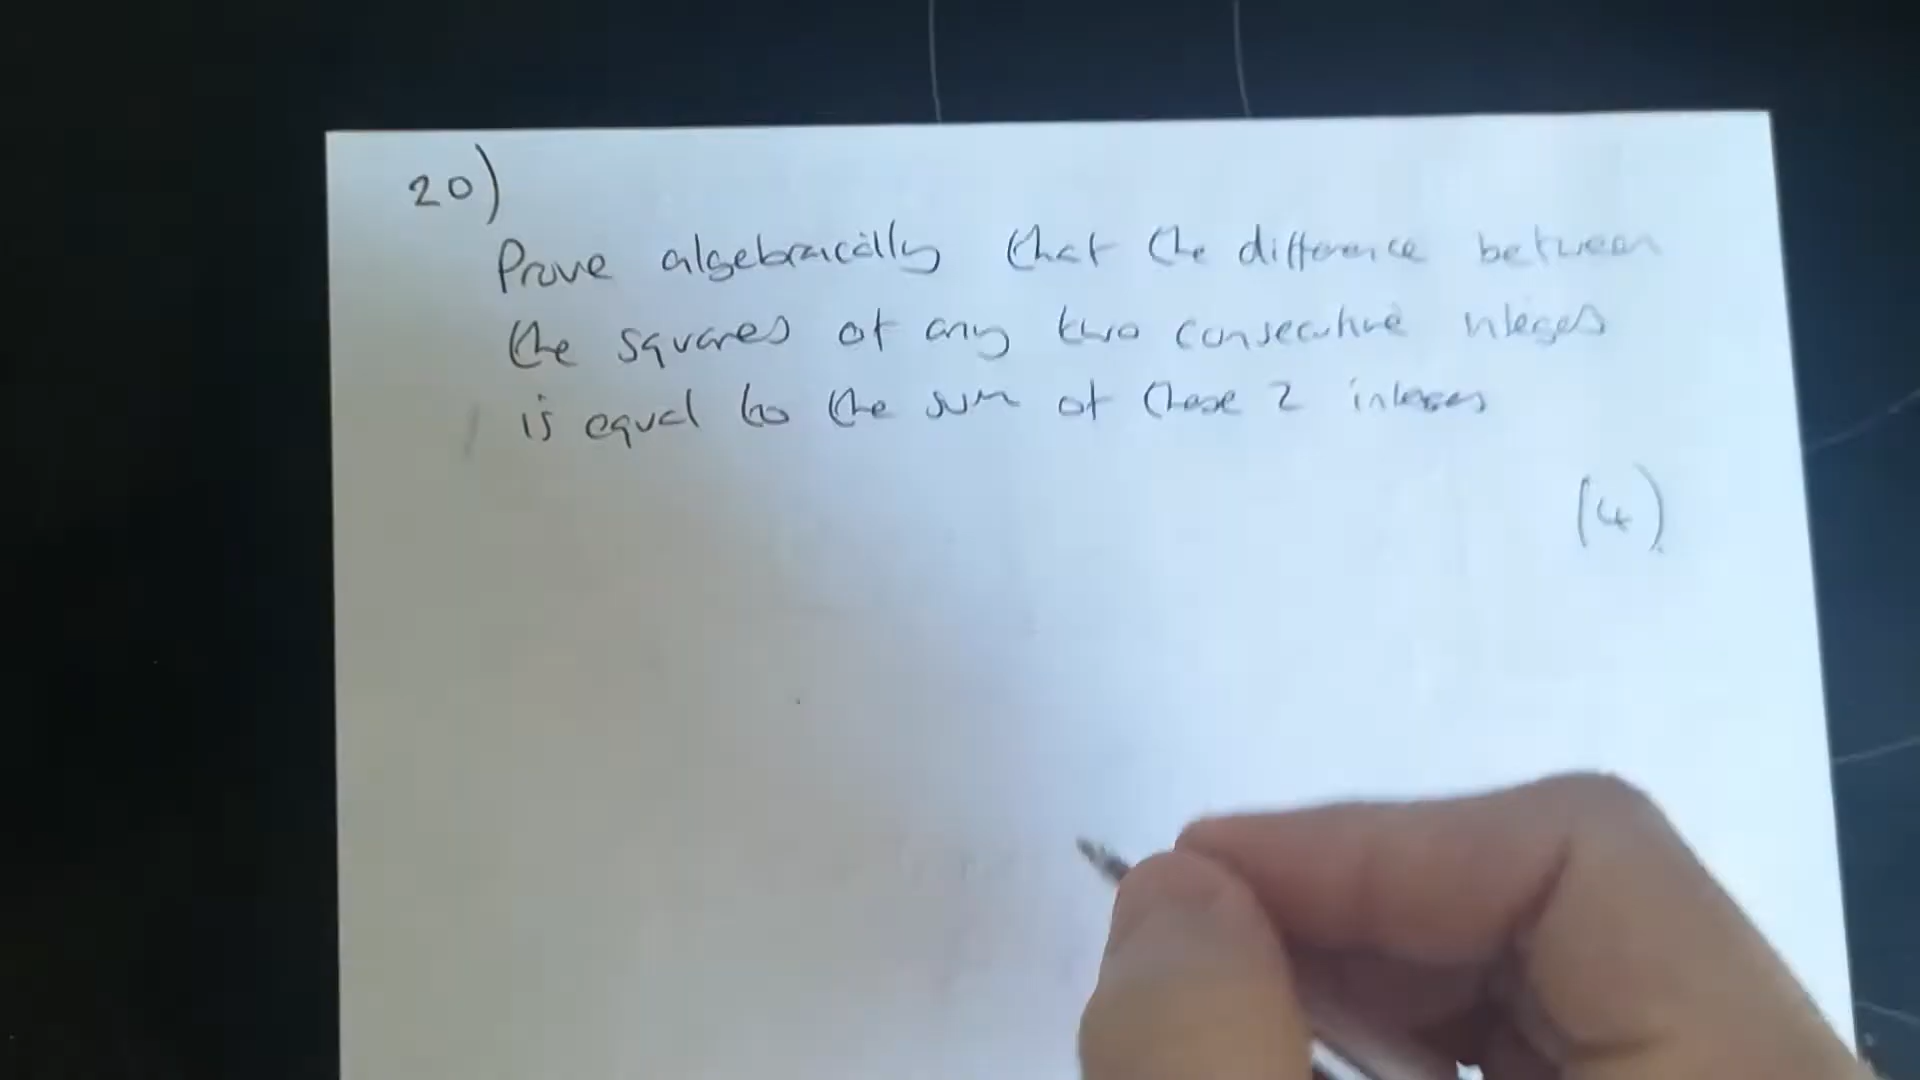 20)
Prove algebraically that the difference between
the squares of any two consecutive integers
is equal to the sum of these 2 integers
(4)